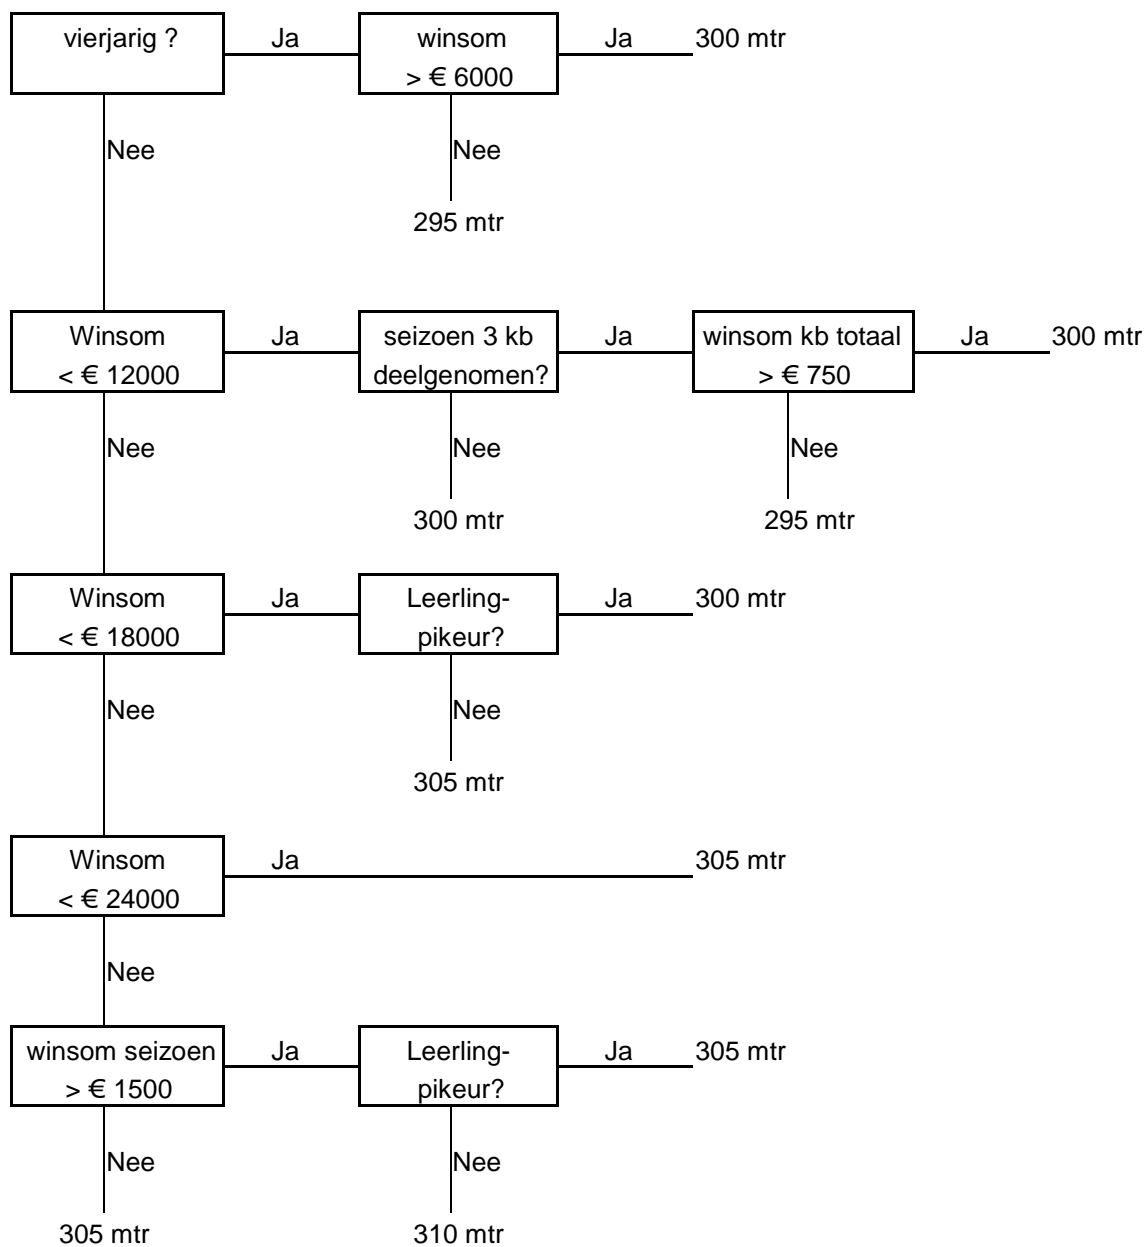 vierjarig ?
Ja
winsom
> € 6000
Ja
300 mtr
Nee
Nee
295 mtr
Winsom
< € 12000
Ja
seizoen 3 kb
deelgenomen?
Ja
winsom kb totaal
> € 750
Ja
300 mtr
Nee
Nee
Nee
300 mtr
295 mtr
Winsom
< € 18000
Ja
Leerling-
pikeur?
Ja
300 mtr
Nee
Nee
305 mtr
Winsom
< € 24000
Ja
305 mtr
Nee
winsom seizoen
> € 1500
Ja
Leerling-
pikeur?
Ja
305 mtr
Nee
Nee
305 mtr
310 mtr